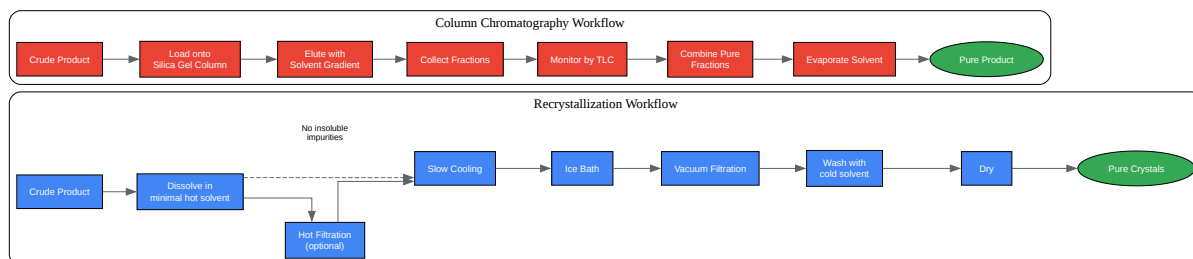 Column Chromatography Workflow
Crude Product
Load onto
Silica Gel Column
Elute with
Solvent Gradient
Collect Fractions
Monitor by TLC
Combine Pure
Fractions
Evaporate Solvent
Pure Product
Recrystallization Workflow
No insoluble
impurities
Crude Product
Dissolve in
minimal hot solvent
Hot Filtration
(optional)
Slow Cooling
Ice Bath
Vacuum Filtration
Wash with
cold solvent
Dry
Pure Crystals